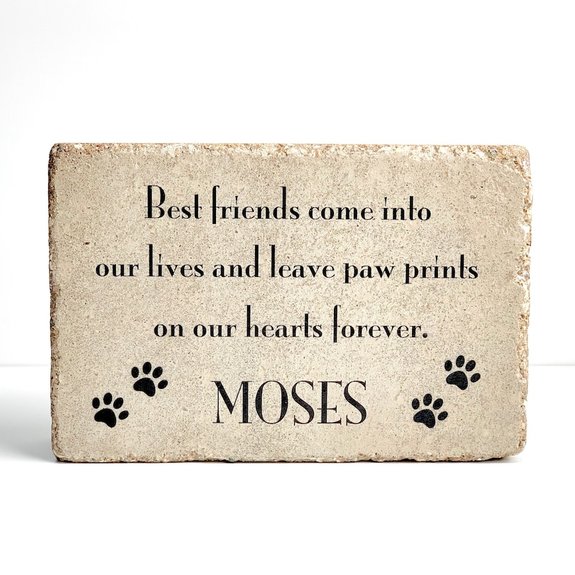 Best friends come into
our lives and leave paw prints
on our hearts forever.
MOSES